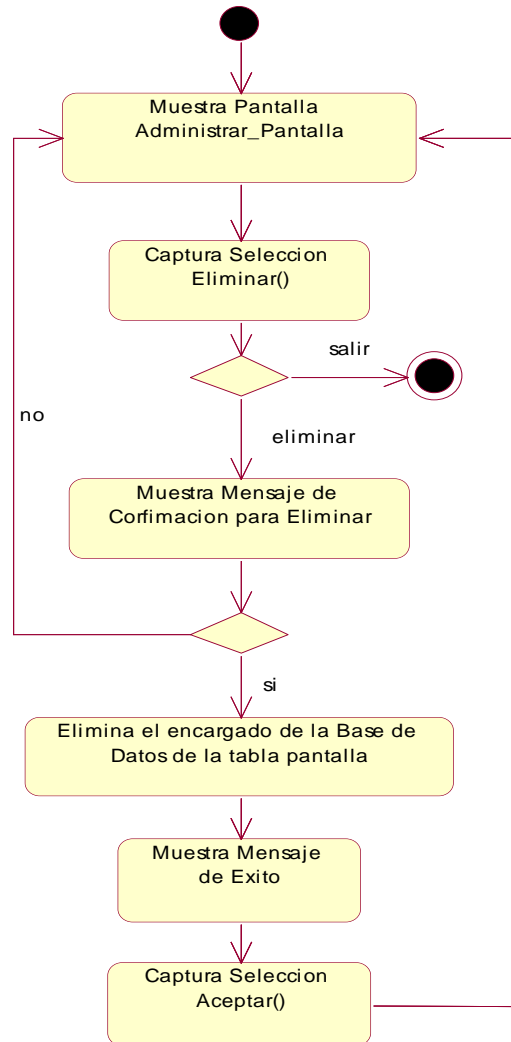 Muestra Pantalla
Administrar_Pantalla
Captura Seleccion
Eliminar()
salir
no
eliminar
Muestra Mensaje de
Corfimacion para Eliminar
si
Elimina el encargado de la Base de
Datos de la tabla pantalla
Muestra Mensaje
de Exito
Captura Seleccion
Aceptar()